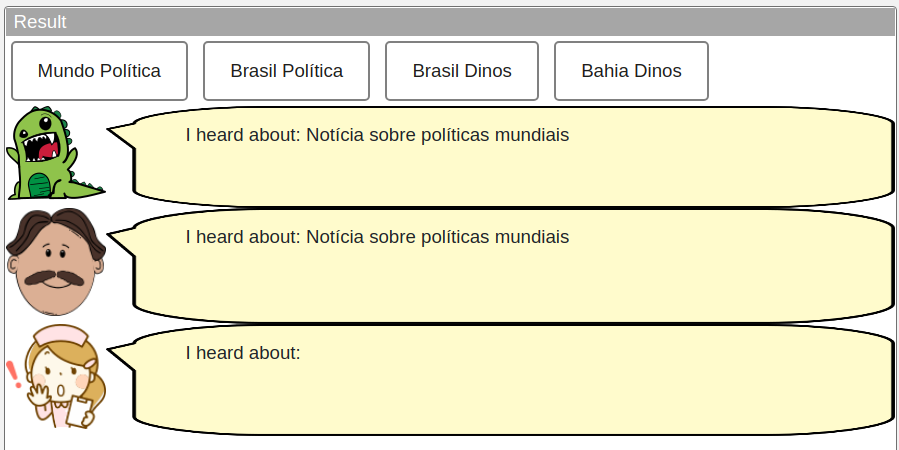 Result
Mundo Política
Brasil Política
Brasil Dinos
Bahia Dinos
I heard about: Notícia sobre políticas mundiais
I heard about: Notícia sobre políticas mundiais
I heard about: